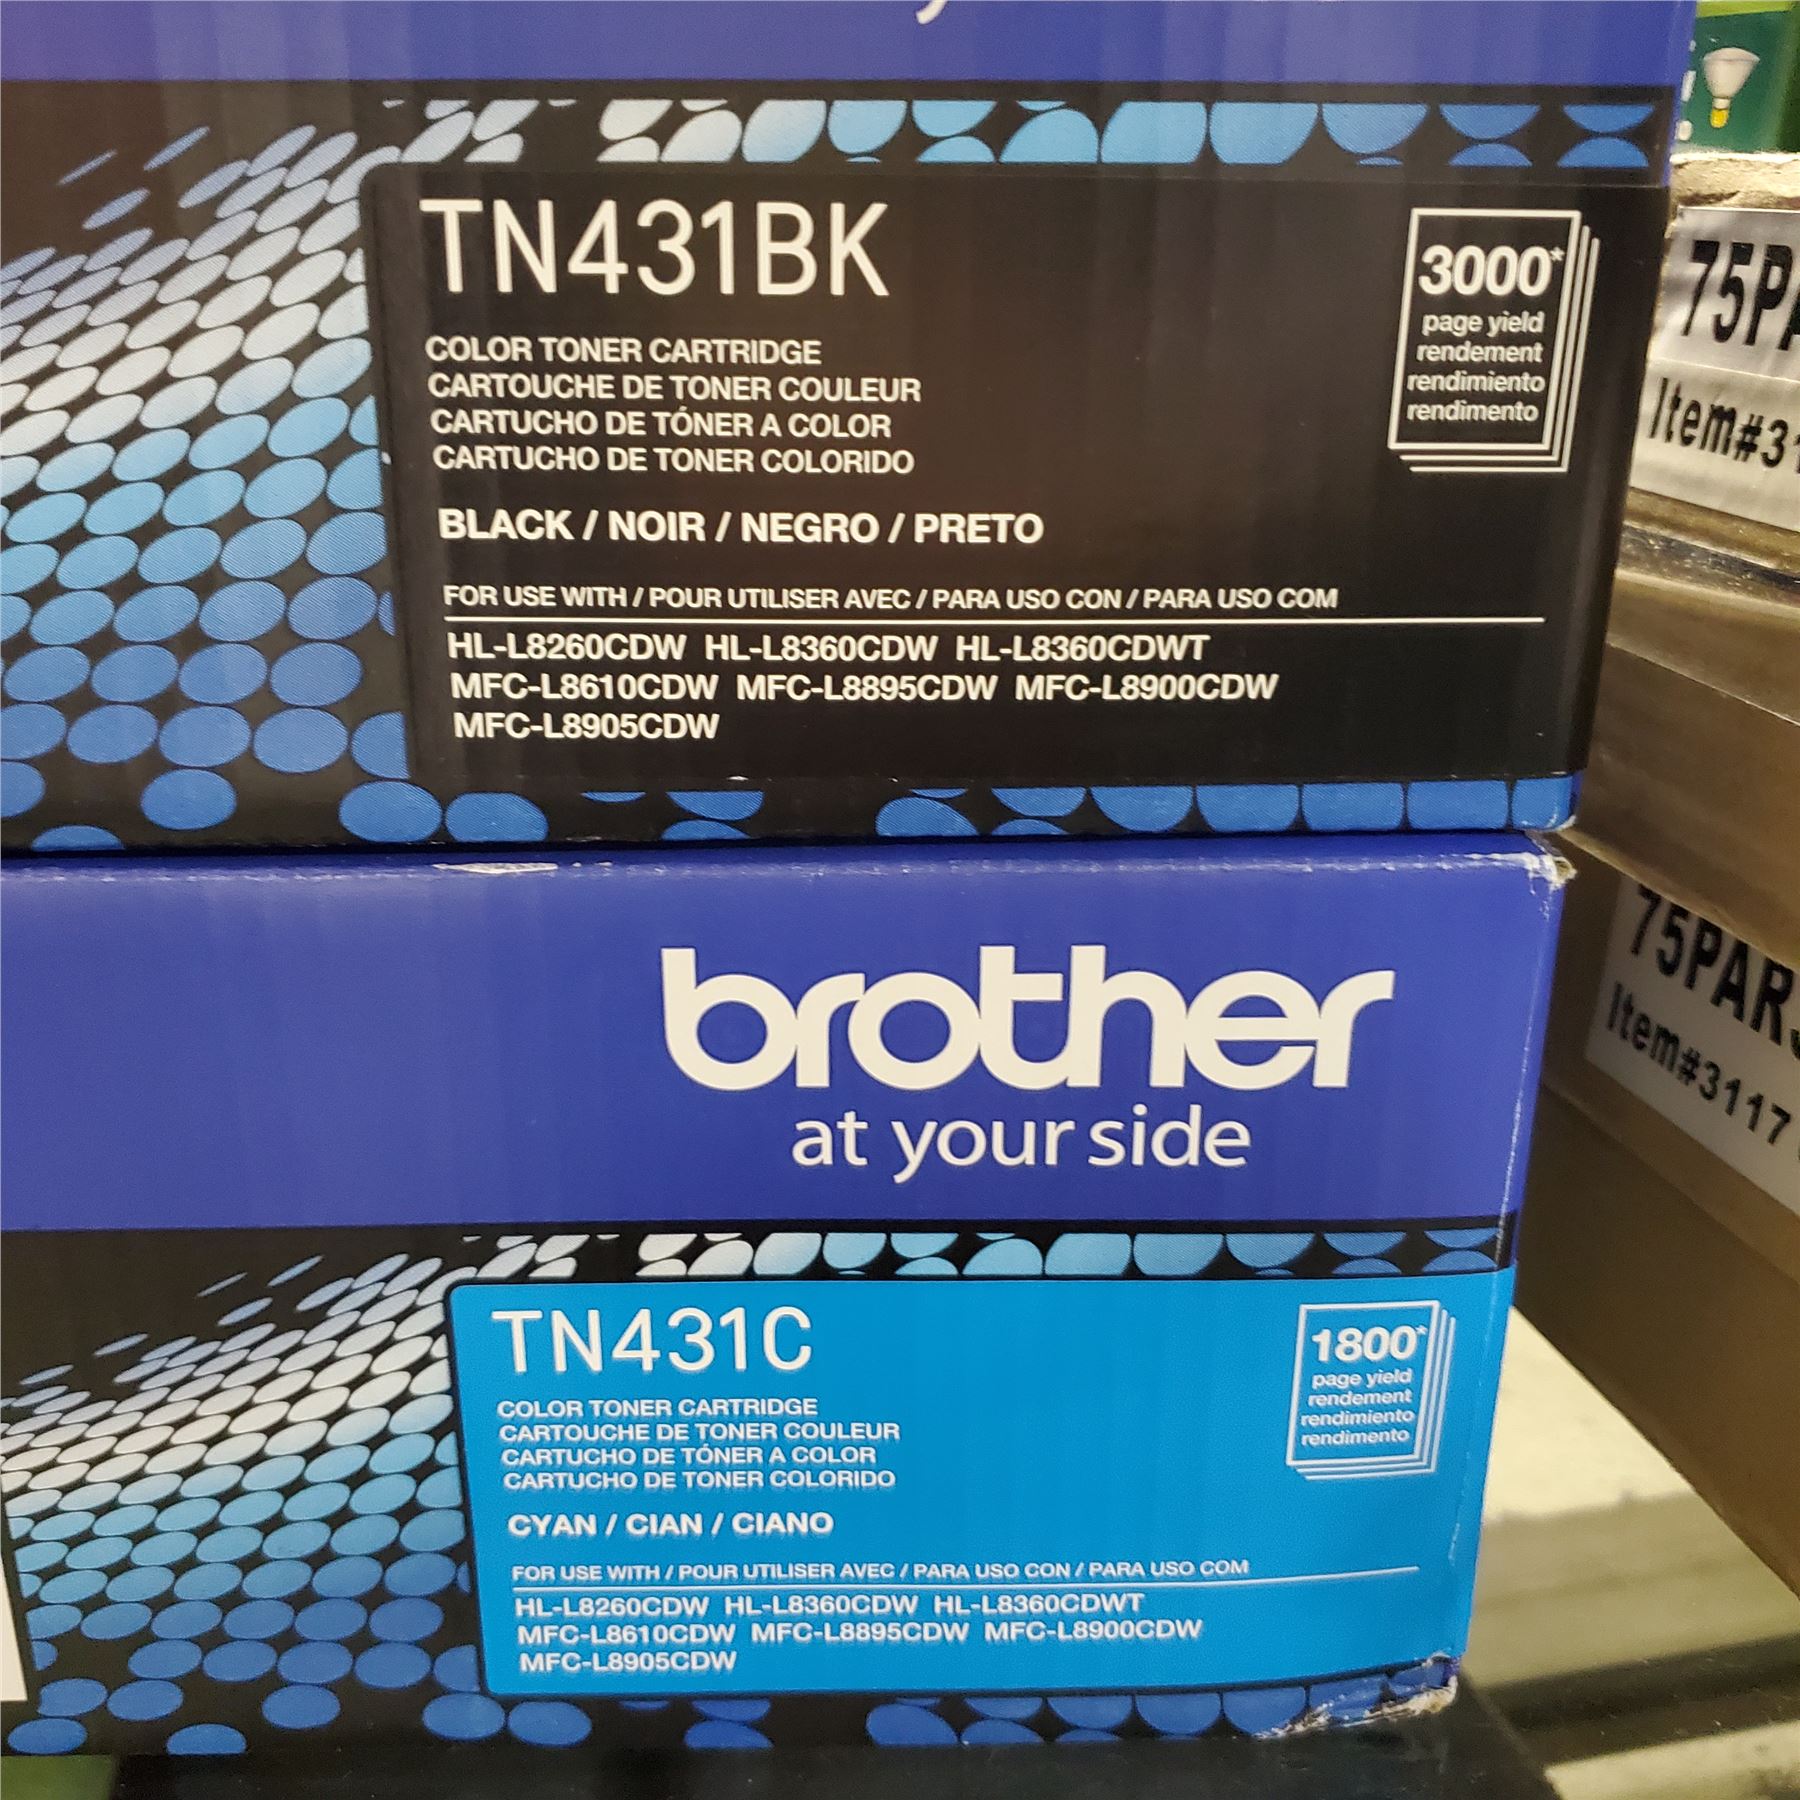 TN431BK
3000*
page yield
rendement
rendimiento
rendimento
COLOR TONER CARTRIDGE
CARTOUCHE DE TONER COULEUR
CARTUCHO DE TÓNER A COLOR
CARTUCHO DE TONER COLORIDO
BLACK / NOIR / NEGRO / PRETO
FOR USE WITH / POUR UTILISER AVEC / PARA USO CON / PARA USO COM
HL-L8260CDW HL-L8360CDW HL-L8360CDWT
MFC-L8610CDW MFC-L8895CDW MFC-L8900CDW
MFC-L8905CDW
brother
at your side
TN431C
1800*
page yield
rendement
rendimiento
rendimento
COLOR TONER CARTRIDGE
CARTOUCHE DE TONER COULEUR
CARTUCHO DE TÓNER A COLOR
CARTUCHO DE TONER COLORIDO
CYAN / CIAN / CIANO
FOR USE WITH / POUR UTILISER AVEC / PARA USO CON / PARA USO COM
HL-L8260CDW HL-L8360CDW HL-L8360CDWT
MFC-L8610CDW MFC-L8895CDW MFC-L8900CDW
MFC-L8905CDW
75P
Item#31
75PAR
Item#3117